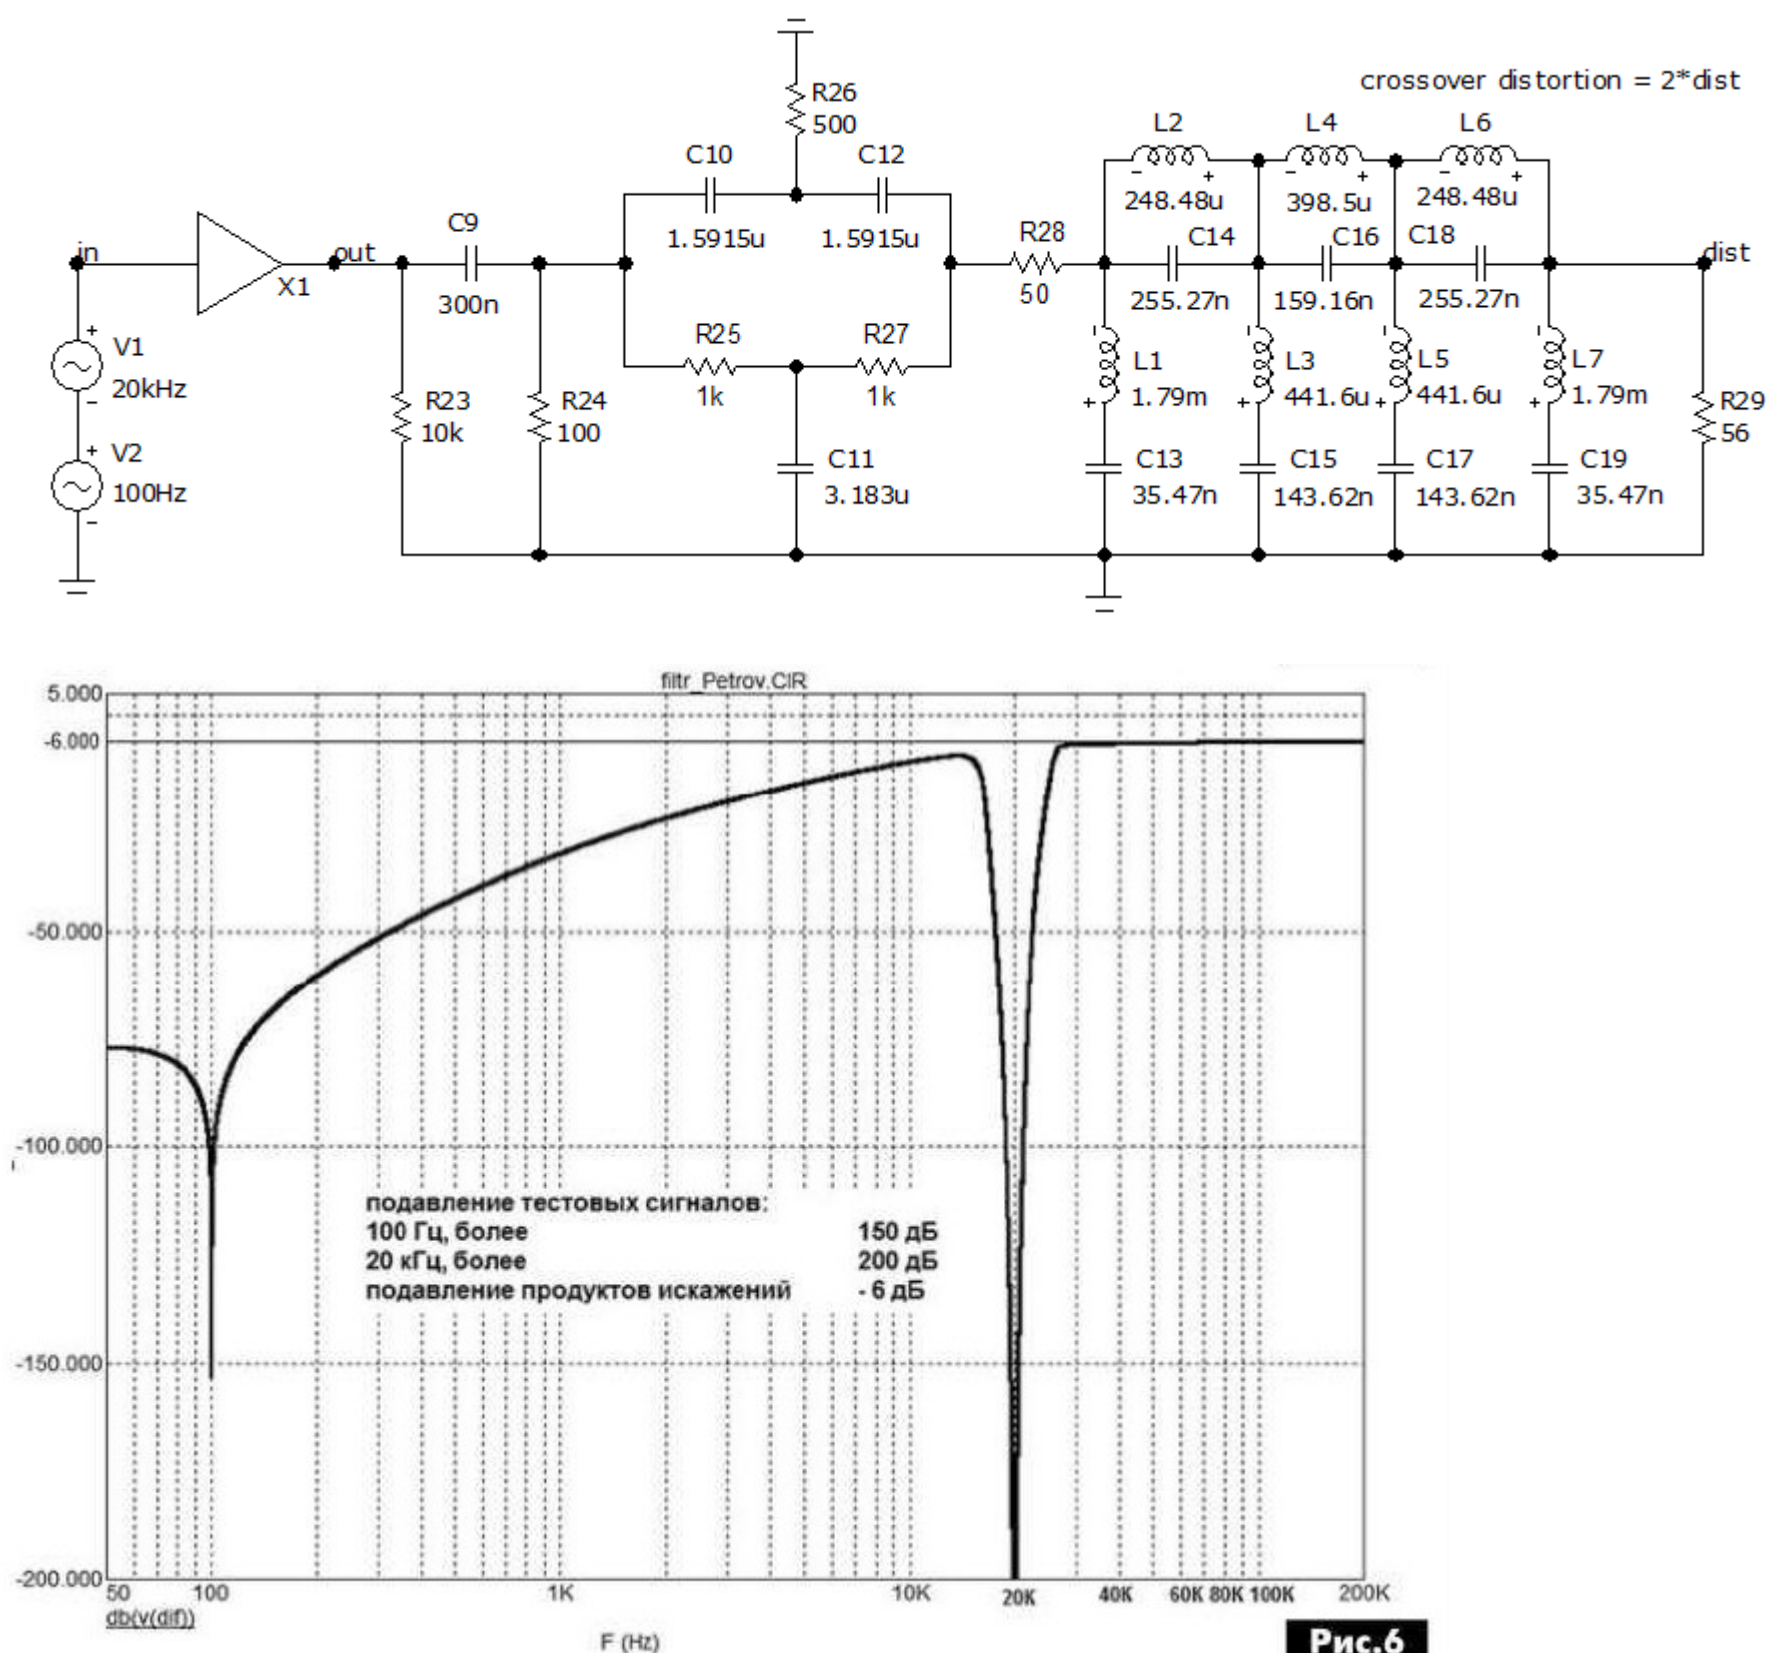 crossover distortion = 2*dist
R26
500
L2
L4
L6
248.48u
398.5u
248.48u
C10
C12
1.5915u
1.5915u
C9
300n
in
out
X1
R28
50
C14
C16
C18
255.27n
159.16n
255.27n
dist
V1
20kHz
V2
100Hz
R23
10k
R24
100
R25
1k
R27
1k
C11
3.183u
L1
1.79m
L3
441.6u
L5
441.6u
L7
1.79m
R29
56
C13
35.47n
C15
143.62n
C17
143.62n
C19
35.47n
filtr_Petrov.CIR
5.000
-6.000
-50.000
-100.000
-150.000
-200.000
подавление тестовых сигналов:
100 Гц, более 150 дБ
20 кГц, более 200 дБ
подавление продуктов искажений - 6 дБ
50 100 1K 10K 20K 40K 60K 80K 100K 200K
db(v(dif))
F (Hz)
Рис.6